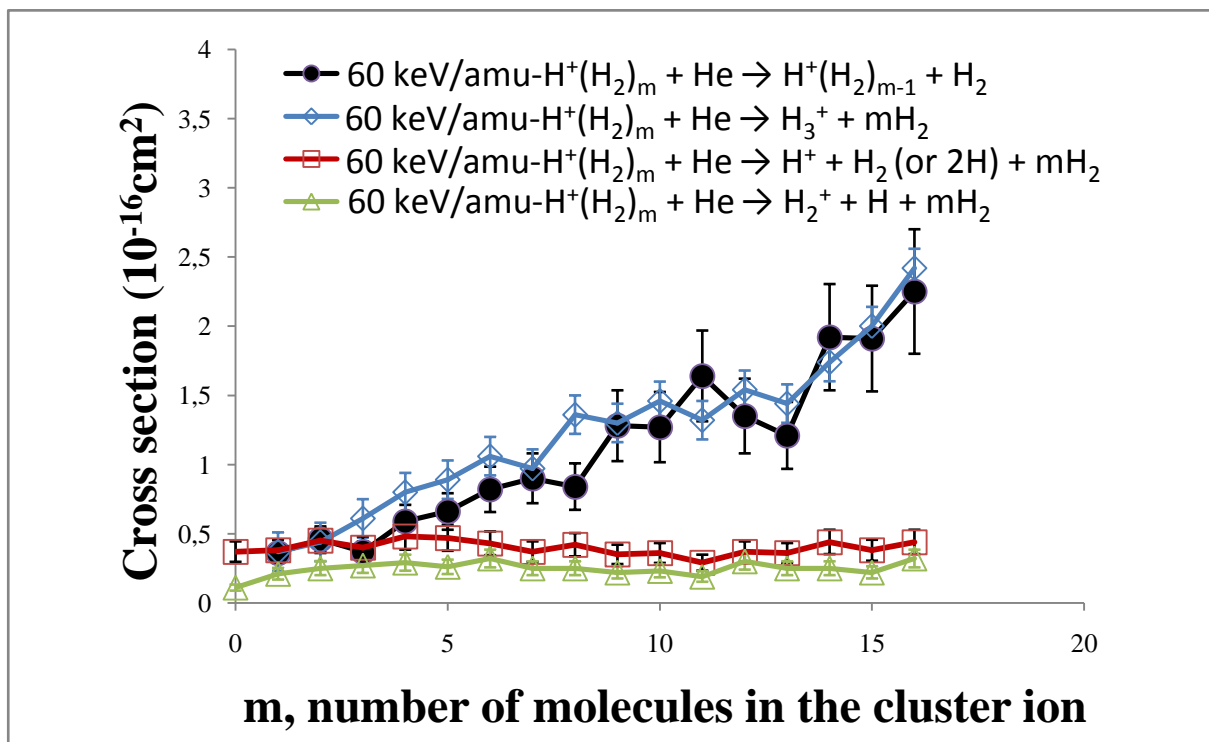 4
3,5
3
2,5
2
1,5
1
0,5
0
Cross section (10⁻¹⁶cm²)
60 keV/amu-H⁺(H₂)ₘ + He → H⁺(H₂)ₘ₋₁ + H₂
60 keV/amu-H⁺(H₂)ₘ + He → H₃⁺ + mH₂
60 keV/amu-H⁺(H₂)ₘ + He → H⁺ + H₂ (or 2H) + mH₂
60 keV/amu-H⁺(H₂)ₘ + He → H₂⁺ + H + mH₂
0 5 10 15 20
m, number of molecules in the cluster ion